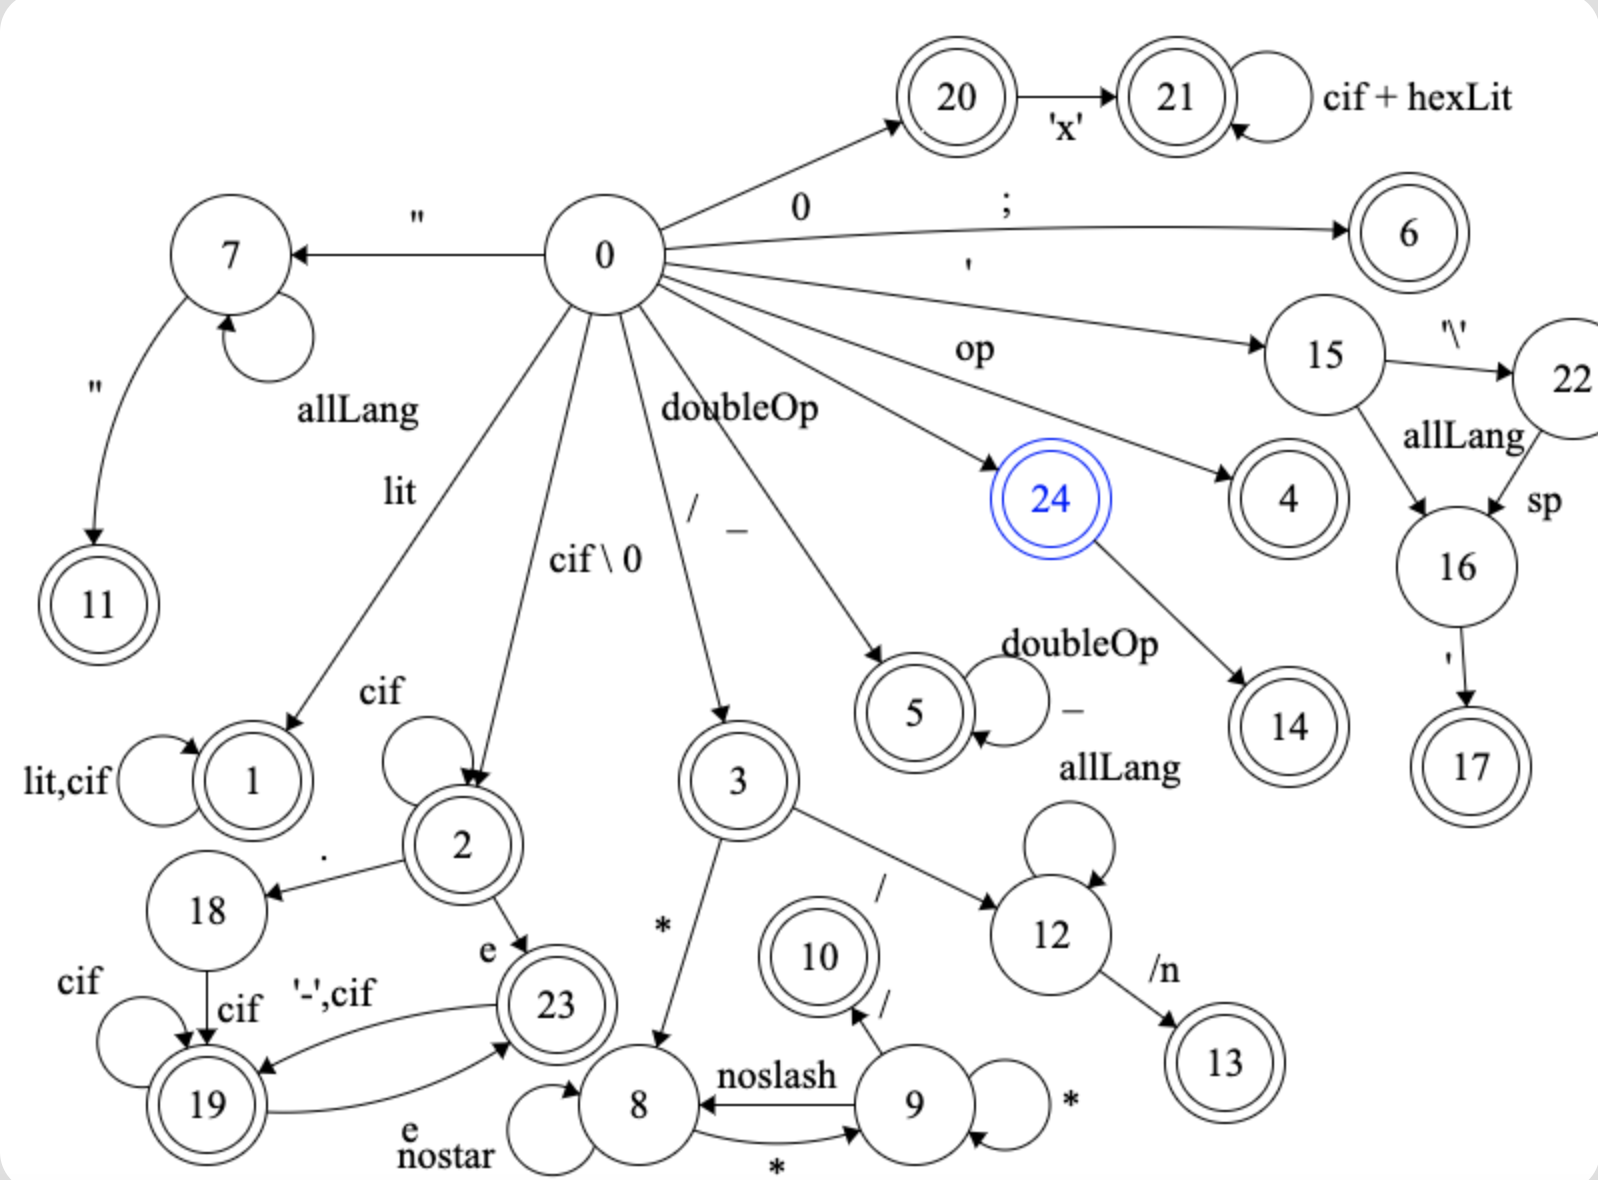 20
21
cif + hexLit
'x'
0
;
6
"
7
0
'
op
15
'\'
22
"
allLang
doubleOp
allLang
lit
/
_
24
4
sp
cif \ 0
16
11
cif
doubleOp
'
5
_
14
17
allLang
lit,cif
1
2
3
.
18
*
/
10
12
/n
e
cif
'-',cif
cif
23
/
13
noslash
19
8
9
*
e
nostar
*